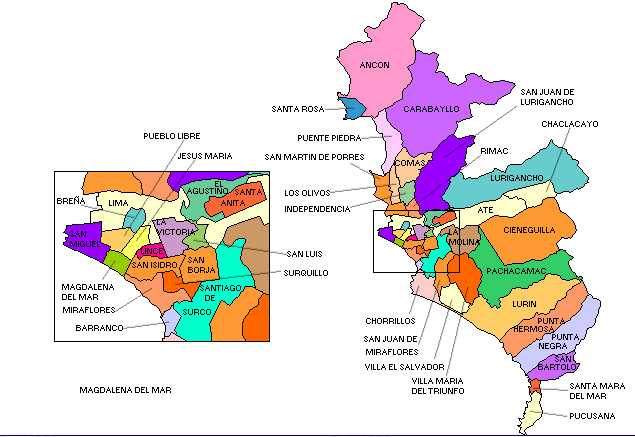 ANCON
SANTA ROSA
CARABAYLLO
SAN JUAN DE
LURIGANCHO
CHACLACAYO
PUENTE PIEDRA
RIMAC
SAN MARTIN DE PORRES
COMAS
LURIGANCHO
LOS OLIVOS
INDEPENDENCIA
ATE
CIENEGUILLA
LA
MOLINA
PACHACAMAC
LURIN
PUNTA
HERMOSA
PUNTA
NEGRA
SAN
BARTOLO
SANTA MARA
DEL MAR
PUCUSANA
CHORRILLOS
SAN JUAN DE
MIRAFLORES
VILLA EL SALVADOR
VILLA MARIA
DEL TRIUNFO
PUEBLO LIBRE
JESUS MARIA
EL
AGUSTINO
SANTA
ANITA
BREÑA
LIMA
LA
VICTORIA
SAN
MIGUEL
LINCE
SAN LUIS
SAN ISIDRO
SAN
BORJA
SURQUILLO
MAGDALENA
DEL MAR
SANTIAGO
DE
SURCO
MIRAFLORES
BARRANCO
MAGDALENA DEL MAR